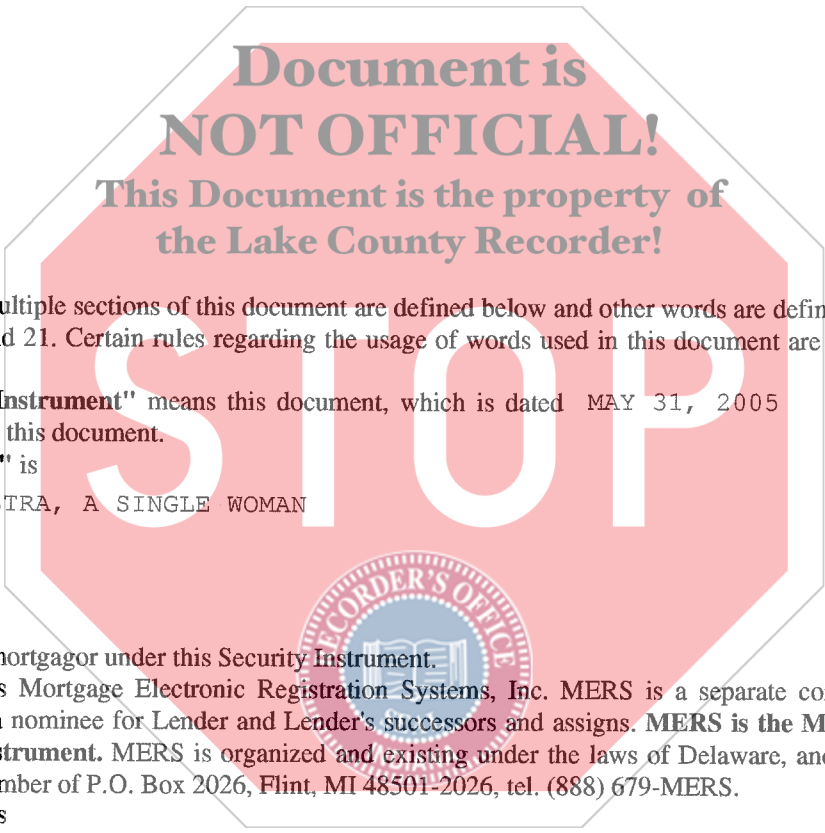 Document is
NOT OFFICIAL!
This Document is the property of
the Lake County Recorder!
ultiple sections of this document are defined below and other words are defin
d 21. Certain rules regarding the usage of words used in this document are
Instrument" means this document, which is dated MAY 31, 2005
this document.
" is
STRA, A SINGLE WOMAN
STOP
RECORDER'S OFFICE
mortgagor under this Security Instrument.
s Mortgage Electronic Registration Systems, Inc. MERS is a separate co
nominee for Lender and Lender's successors and assigns. MERS is the M
strument. MERS is organized and existing under the laws of Delaware, and
mber of P.O. Box 2026, Flint, MI 48501-2026, tel. (888) 679-MERS.
INDIANA
s